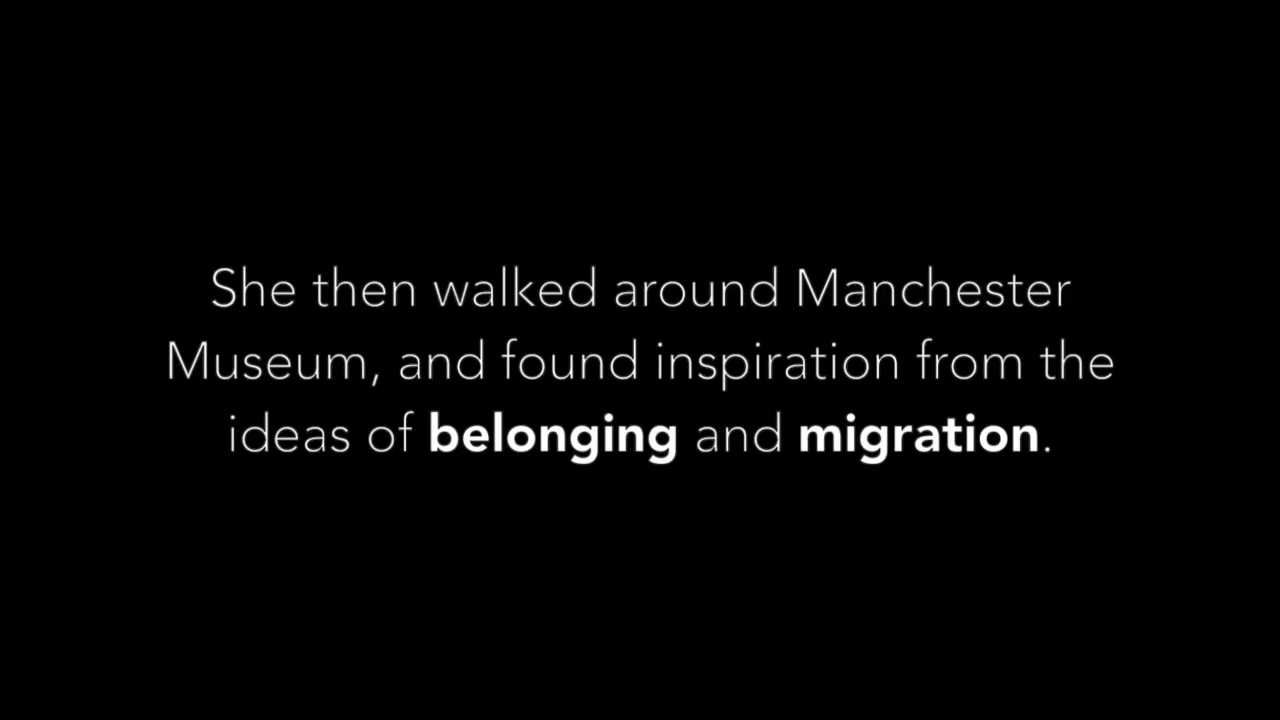 She then walked around Manchester
Museum, and found inspiration from the
ideas of belonging and migration.